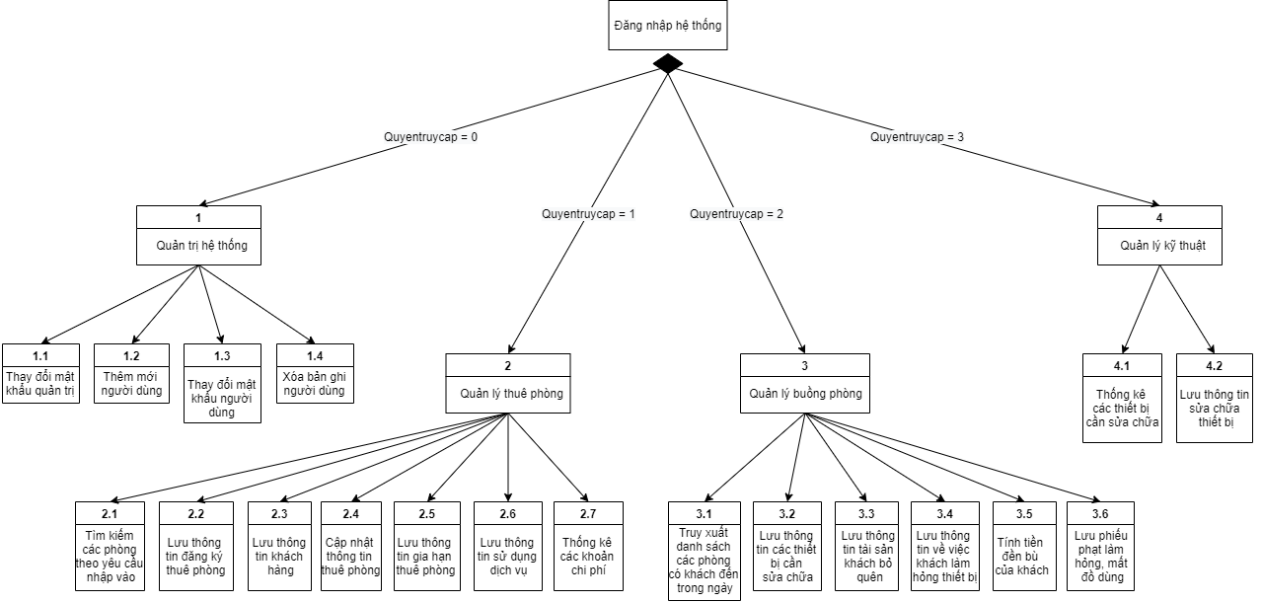 Đăng nhập hệ thống
Quyentruycap = 0
Quyentruycap = 3
Quyentruycap = 1
Quyentruycap = 2
1
Quản trị hệ thống
4
Quản lý kỹ thuật
1.1
Thay đổi mật
khẩu quản trị
1.2
Thêm mới
người dùng
1.3
Thay đổi mật
khẩu người
dùng
1.4
Xóa bản ghi
người dùng
2
Quản lý thuê phòng
3
Quản lý buồng phòng
4.1
Thống kê
các thiết bị
cần sửa chữa
4.2
Lưu thông tin
sửa chữa
thiết bị
2.1
Tìm kiếm
các phòng
theo yêu cầu
nhập vào
2.2
Lưu thông
tin đăng ký
thuê phòng
2.3
Lưu thông
tin khách
hàng
2.4
Cập nhật
thông tin
thuê phòng
2.5
Lưu thông
tin gia hạn
thuê phòng
2.6
Lưu thông
tin sử dụng
dịch vụ
2.7
Thống kê
các khoản
chi phí
3.1
Truy xuất
danh sách
các phòng
có khách đến
trong ngày
3.2
Lưu thông
tin các thiết
bị cần
sửa chữa
3.3
Lưu thông
tin tài sản
khách bỏ
quên
3.4
Lưu thông
tin về việc
khách làm
hỏng thiết bị
3.5
Tính tiền
đền bù
của khách
3.6
Lưu phiếu
phạt làm
hỏng, mất
đồ dùng